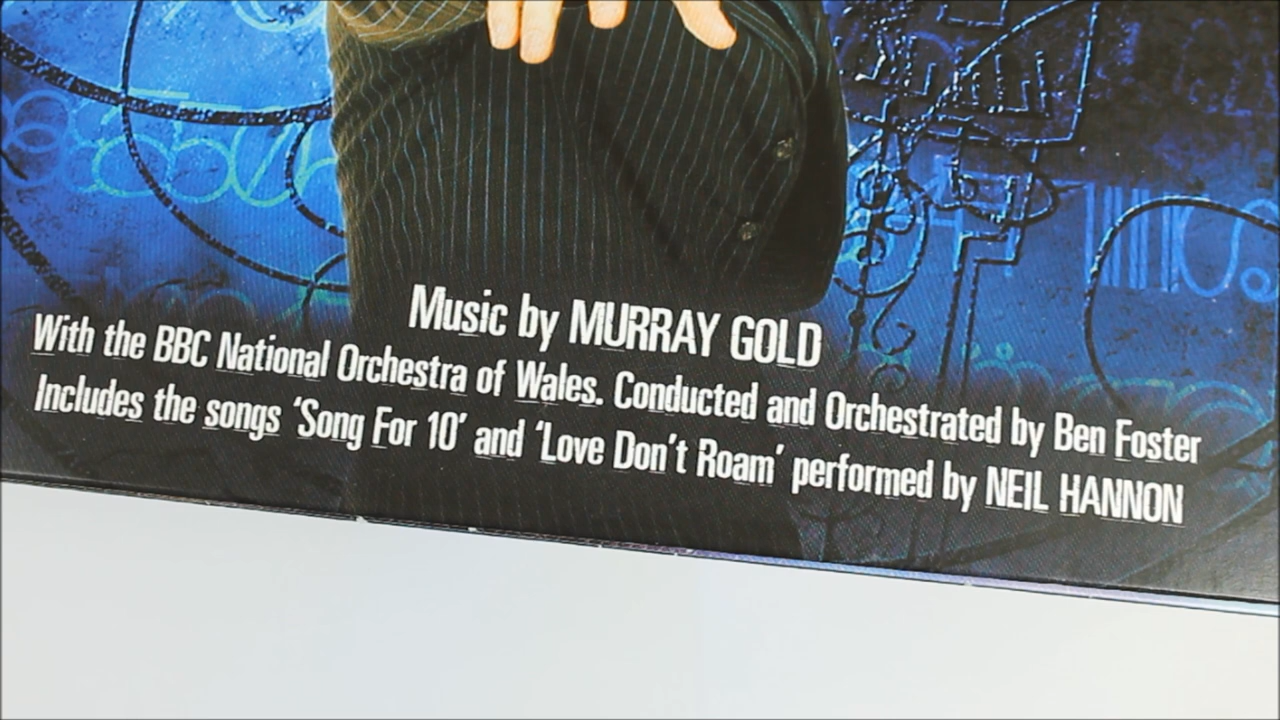 Music by MURRAY GOLD
With the BBC National Orchestra of Wales. Conducted and Orchestrated by Ben Foster
Includes the songs ‘Song For 10’ and ‘Love Don’t Roam’ performed by NEIL HANNON